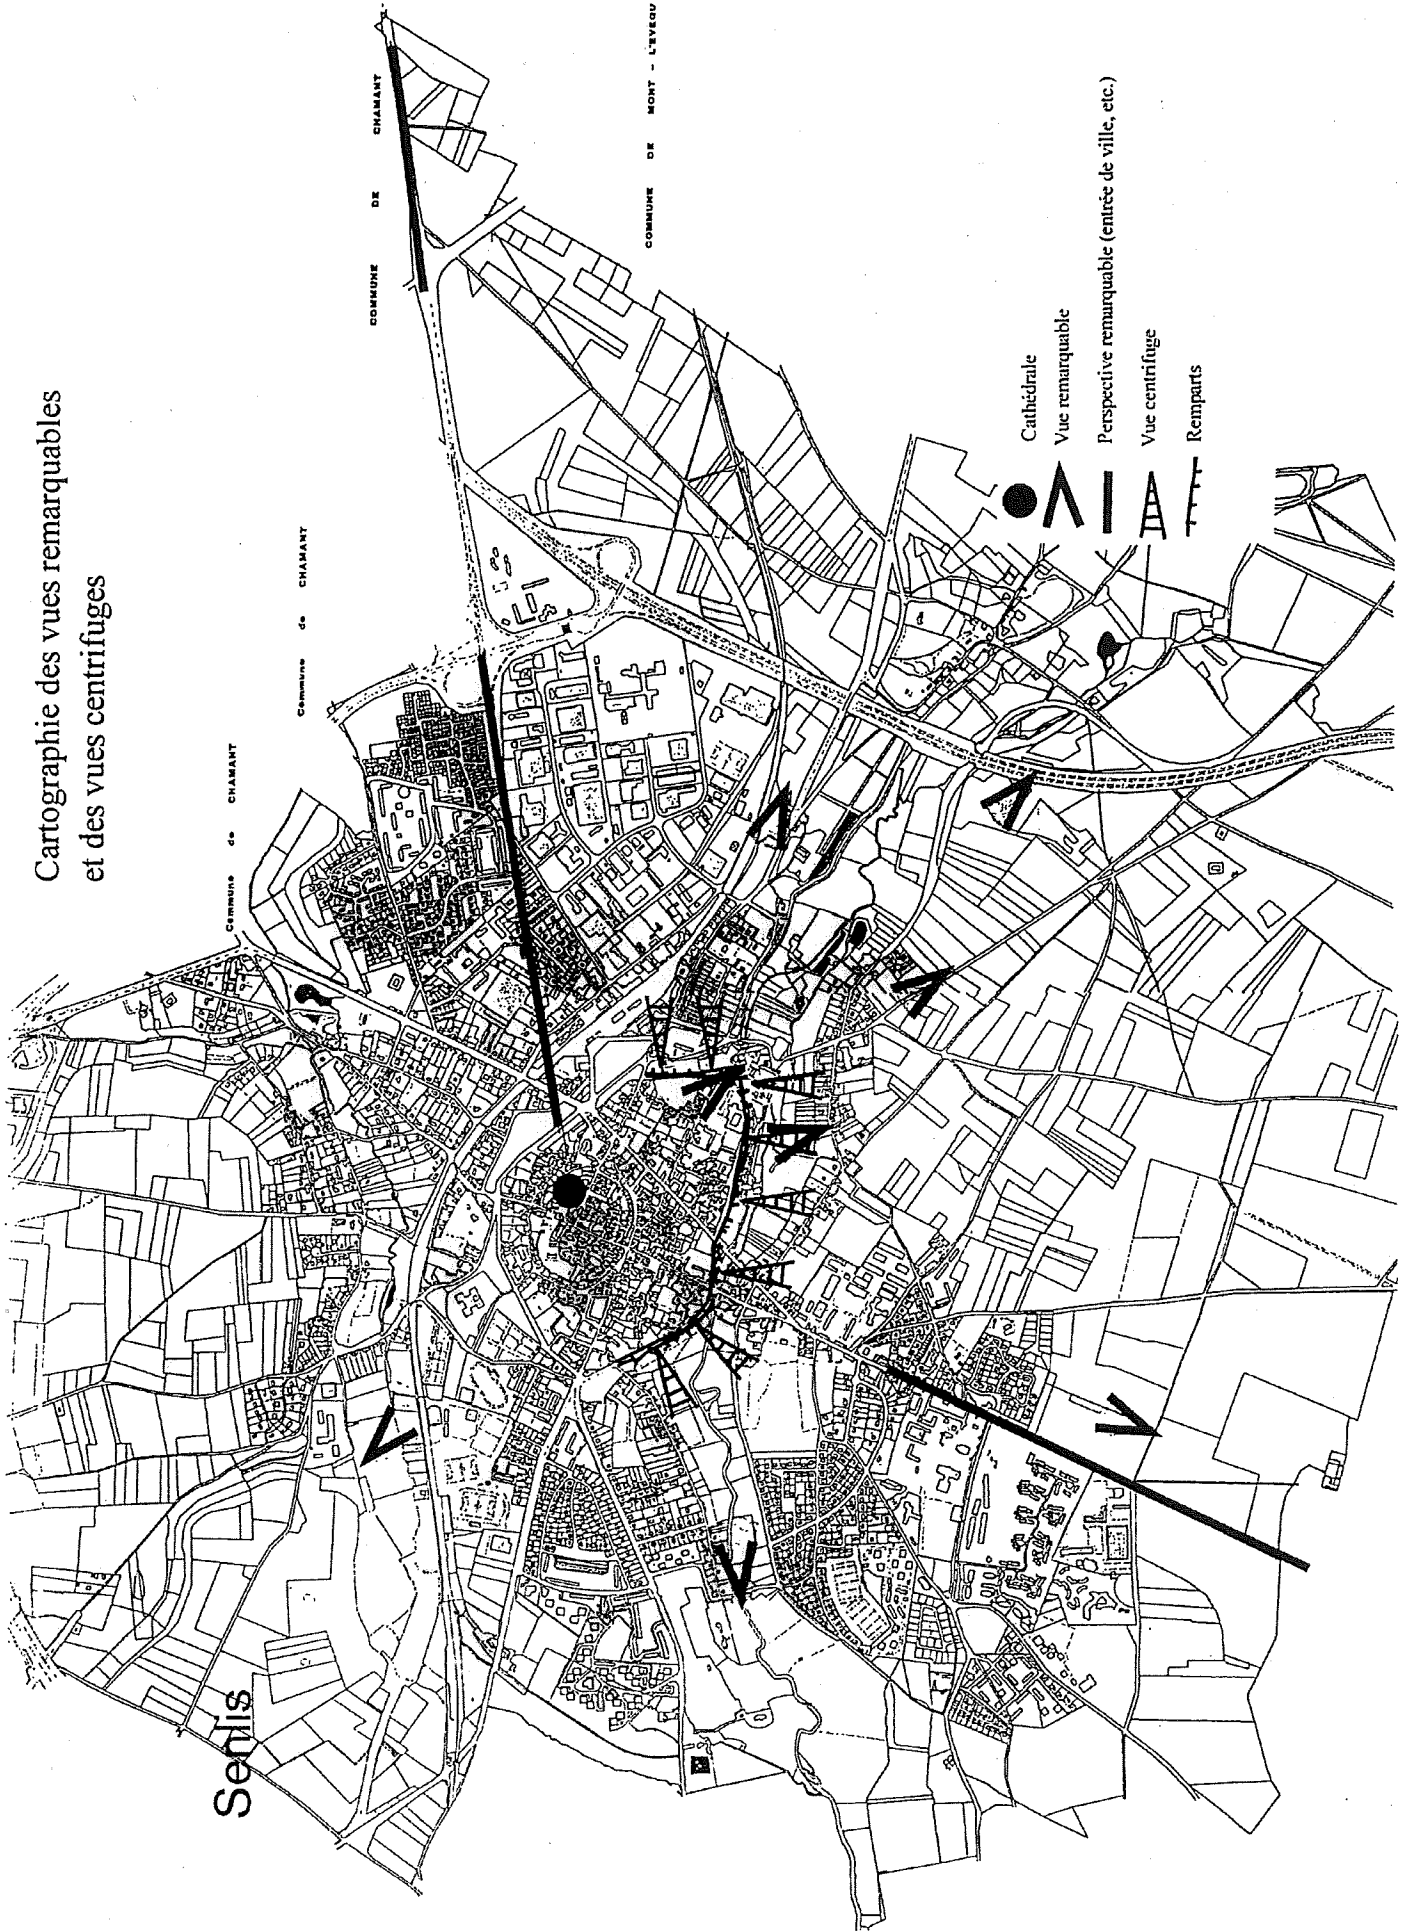 Cartographie des vues remarquables
et des vues centrifuges
Senlis
Commune de CHAMANT
Commune de CHAMANT
COMMUNE DE CHAMANT
COMMUNE DE MONT - L'EVEQU
Cathédrale
Vue remarquable
Perspective remarquable (entrée de ville, etc.)
Vue centrifuge
Remparts